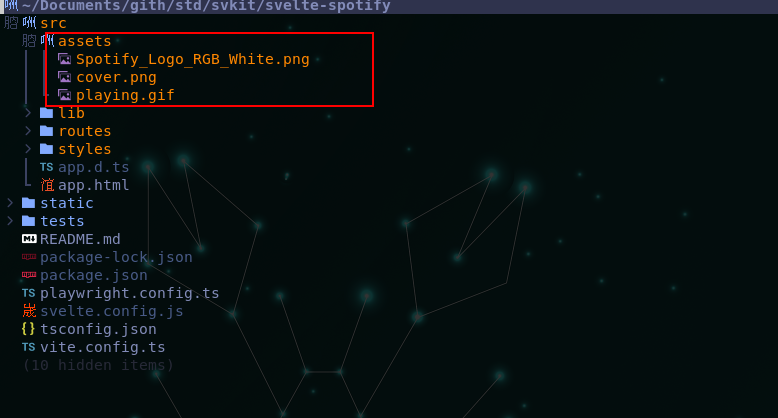 ~/Documents/gith/std/svkit/svelte-spotify
src
assets
Spotify_Logo_RGB_White.png
cover.png
playing.gif
lib
routes
styles
TS app.d.ts
app.html
static
tests
README.md
package-lock.json
package.json
TS playwright.config.ts
svelte.config.js
{} tsconfig.json
TS vite.config.ts
(10 hidden items)